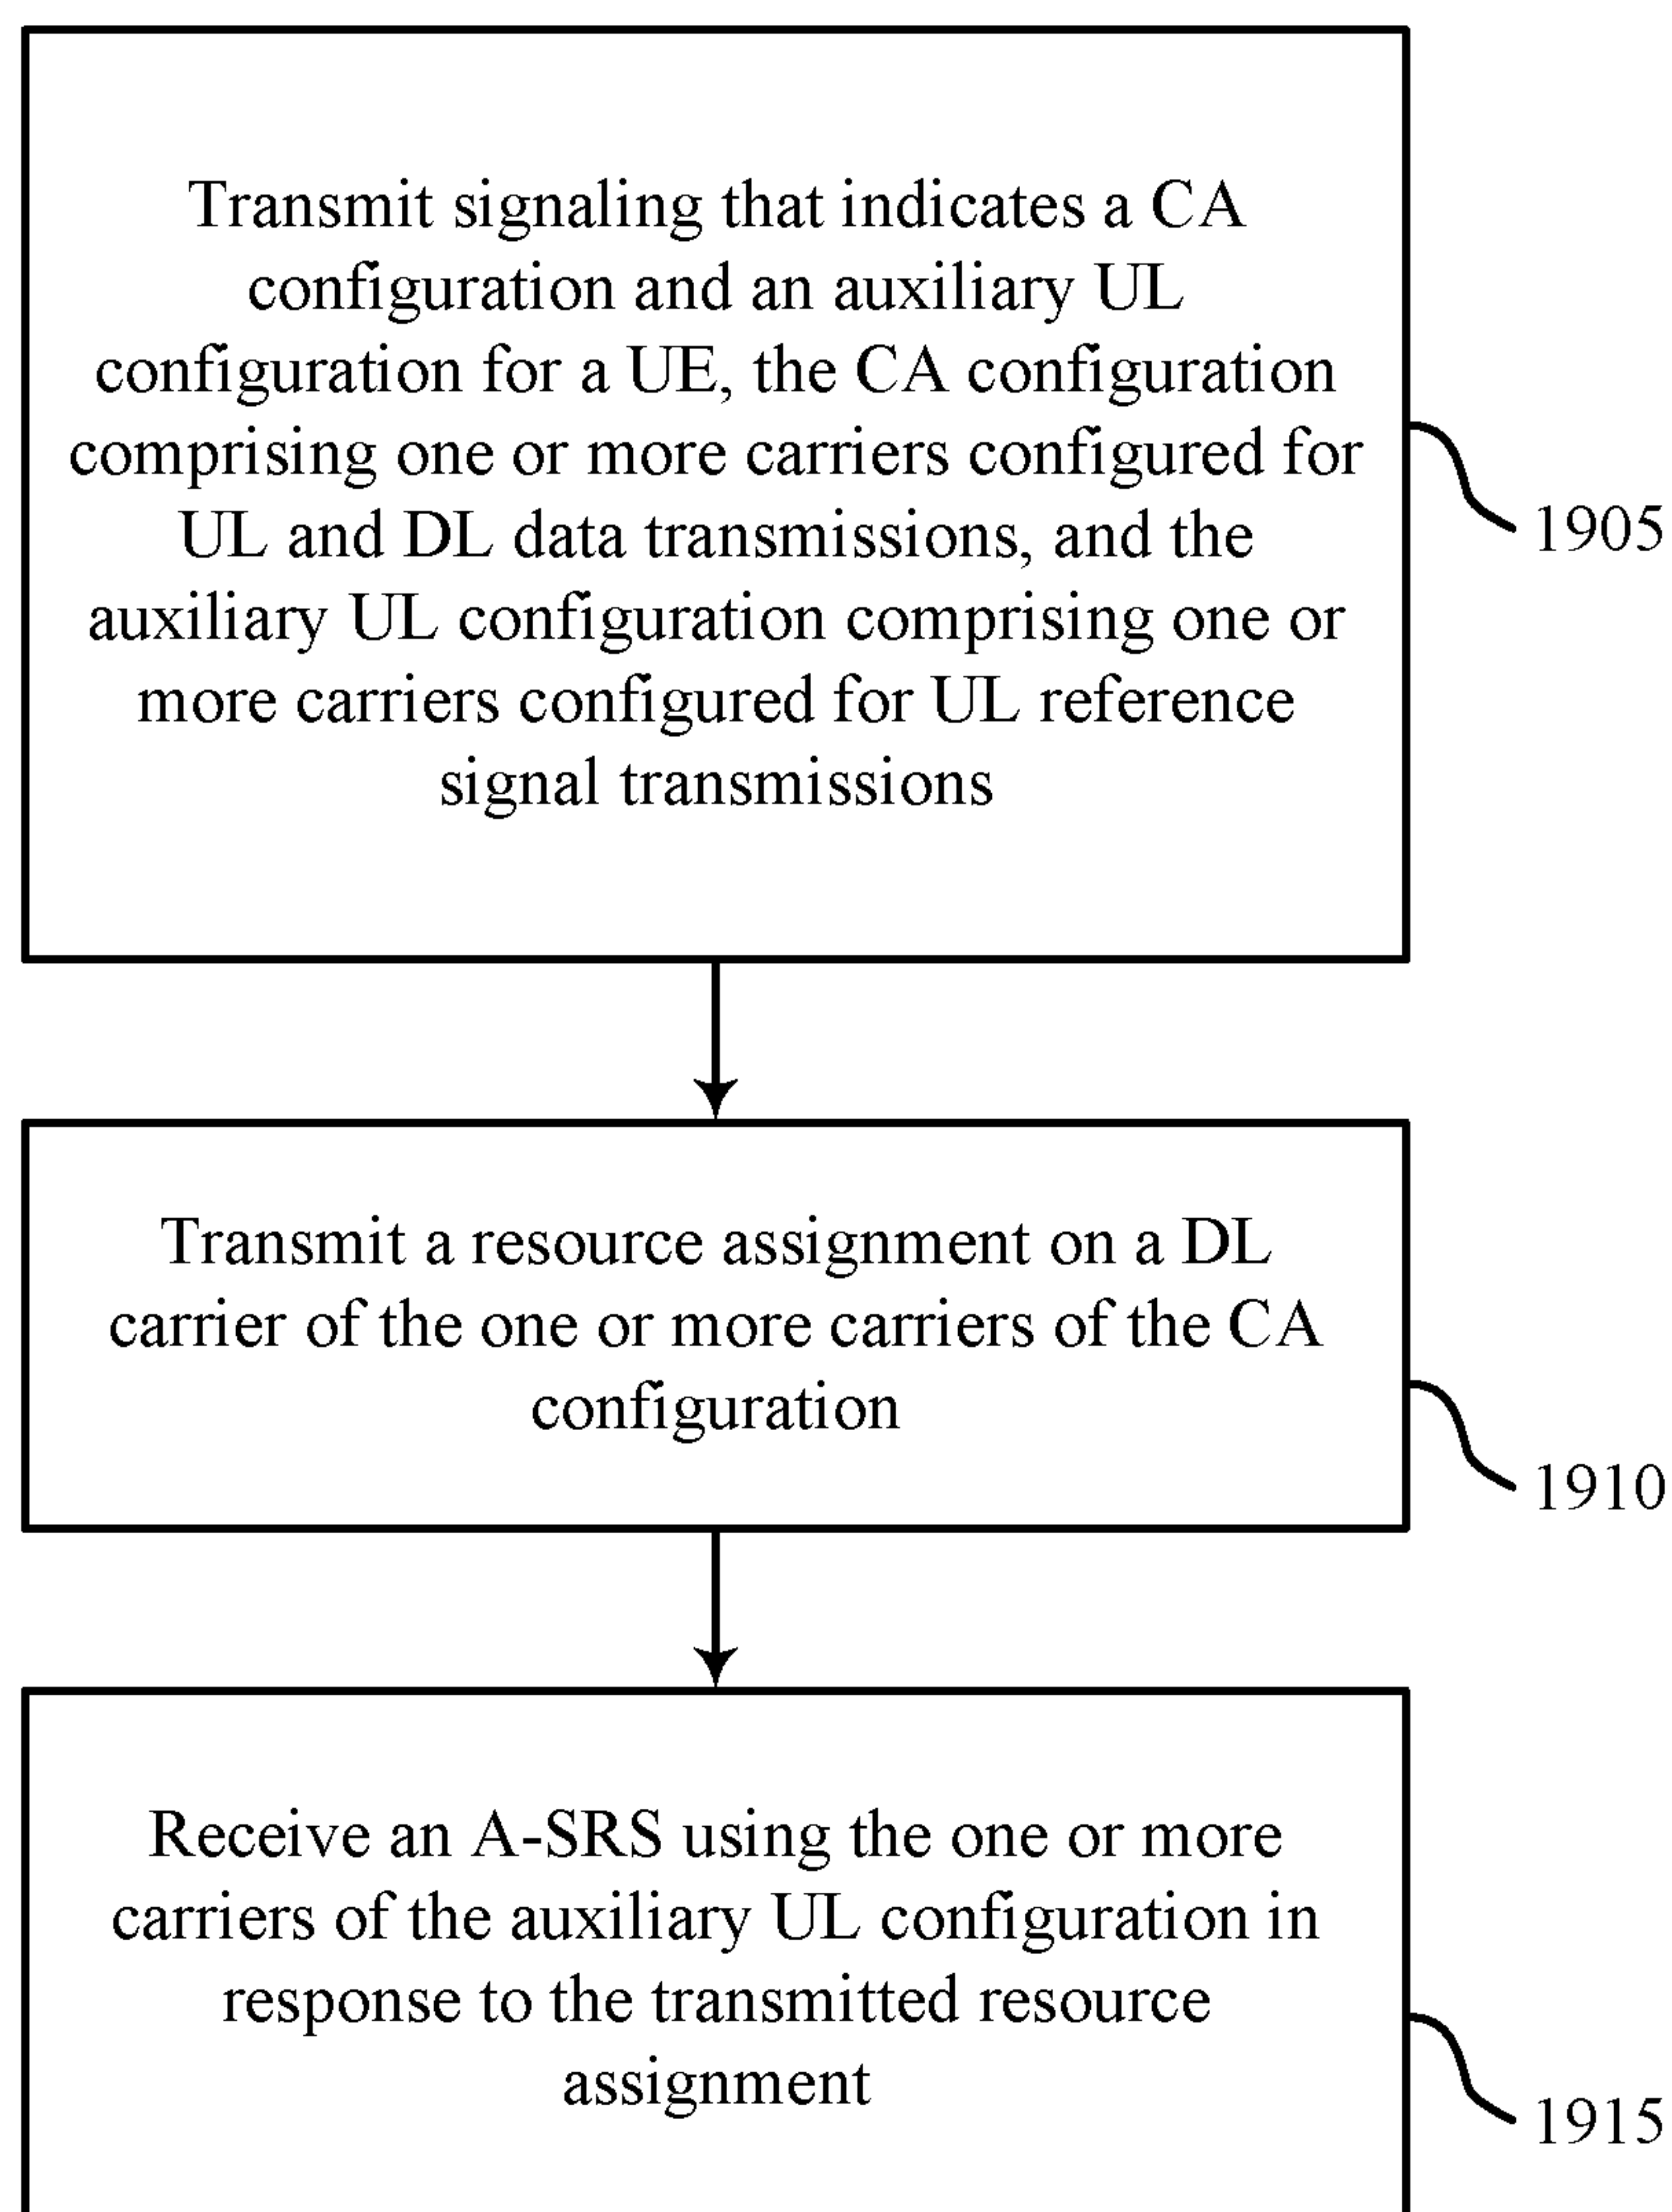 Transmit signaling that indicates a CA
configuration and an auxiliary UL
configuration for a UE, the CA configuration
comprising one or more carriers configured for
UL and DL data transmissions, and the
auxiliary UL configuration comprising one or
more carriers configured for UL reference
signal transmissions
1905
Transmit a resource assignment on a DL
carrier of the one or more carriers of the CA
configuration
1910
Receive an A-SRS using the one or more
carriers of the auxiliary UL configuration in
response to the transmitted resource
assignment
1915